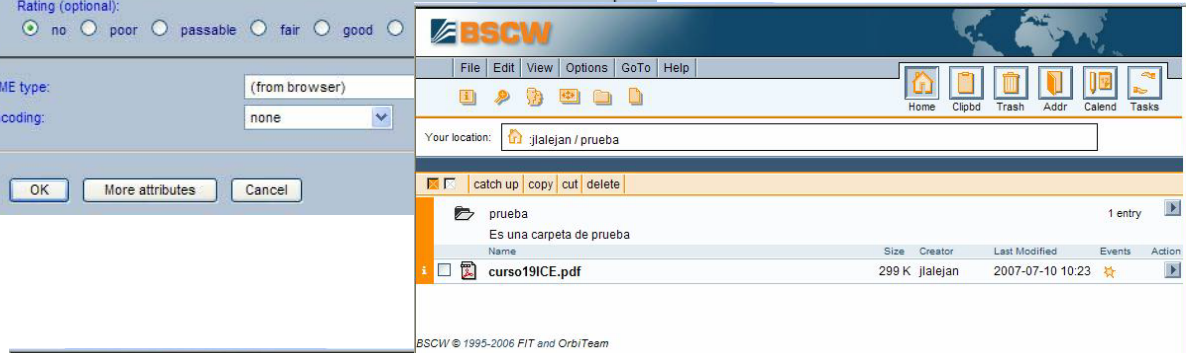 Rating (optional):
no poor passable fair good
ME type: (from browser)
coding: none
OK More attributes Cancel
BSCW
File Edit View Options GoTo Help
Home Clipbd Trash Addr Calend Tasks
Your location: :jlalejan / prueba
catch up copy cut delete
prueba 1 entry
Es una carpeta de prueba
Name Size Creator Last Modified Events Action
curso19ICE.pdf 299 K jlalejan 2007-07-10 10:23
BSCW © 1995-2006 FIT and OrbiTeam